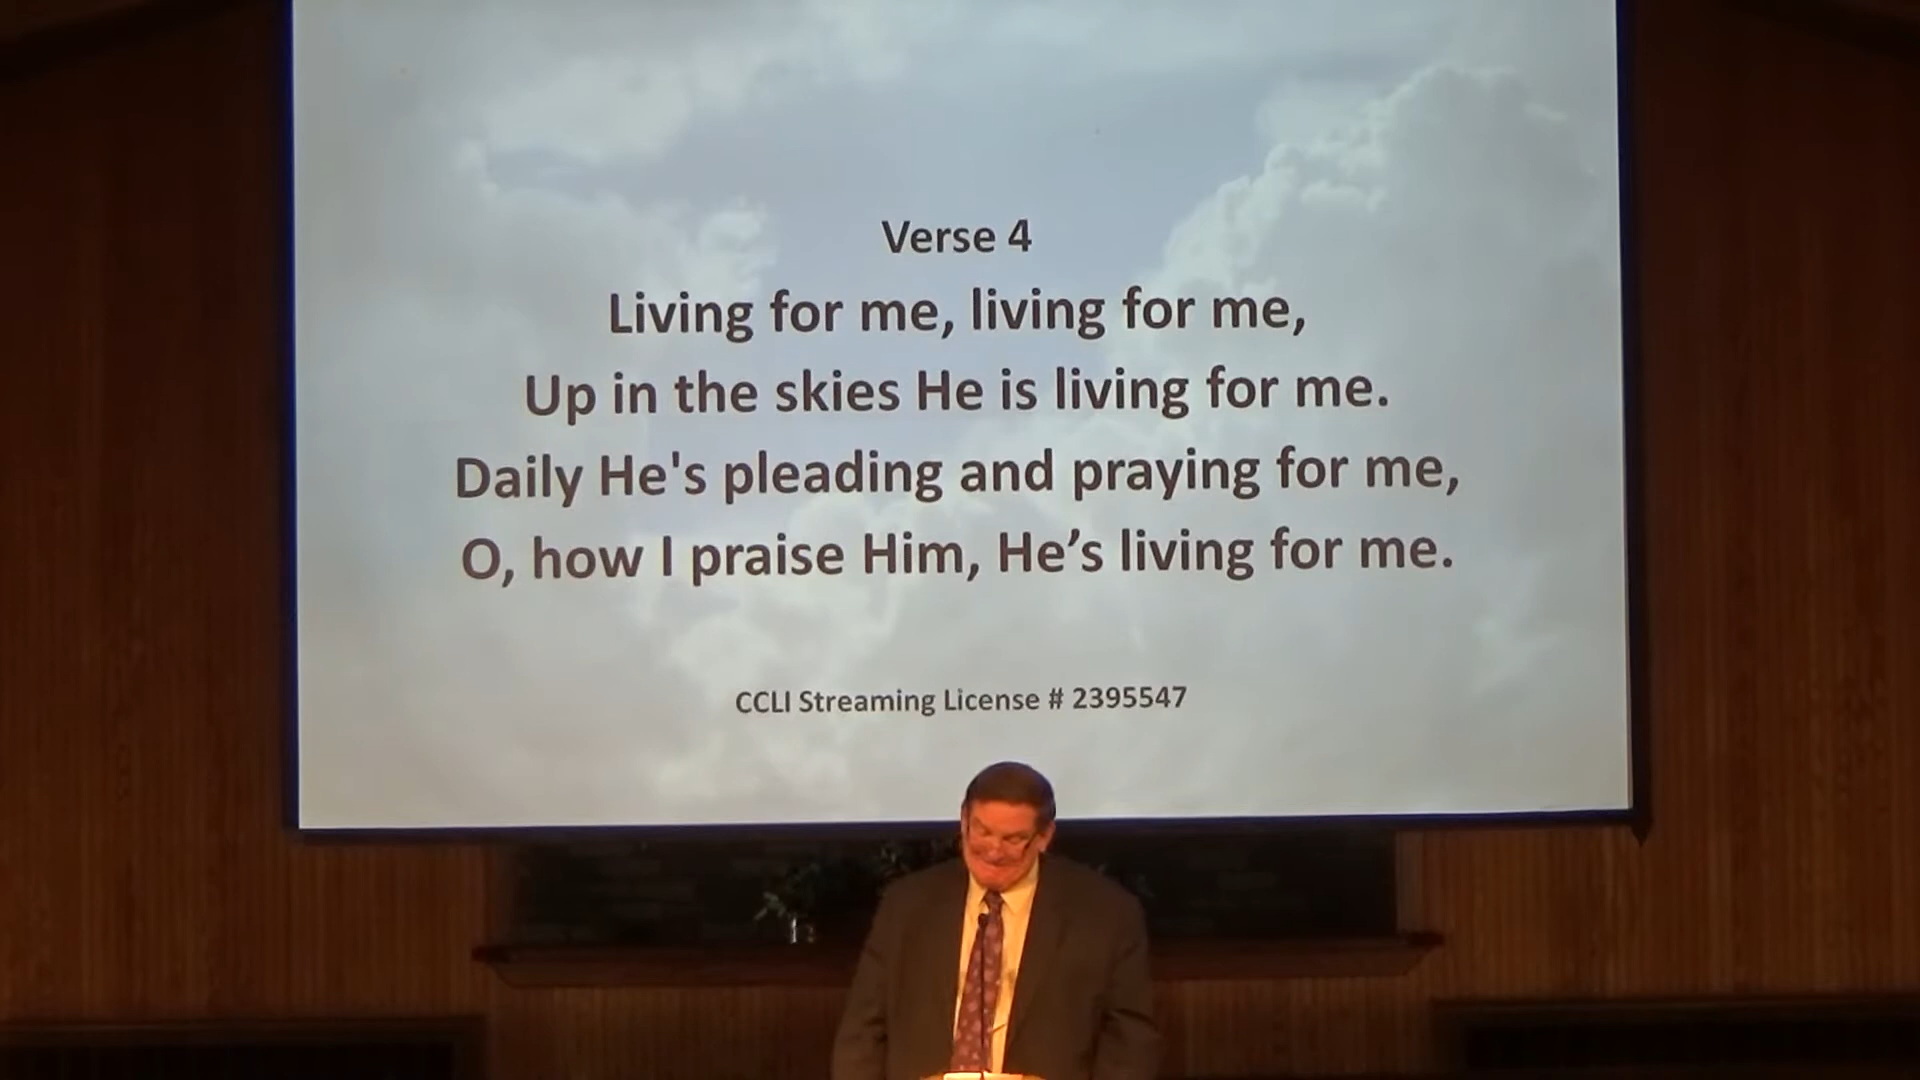 Verse 4
Living for me, living for me,
Up in the skies He is living for me.
Daily He's pleading and praying for me,
O, how I praise Him, He’s living for me.
CCLI Streaming License # 2395547